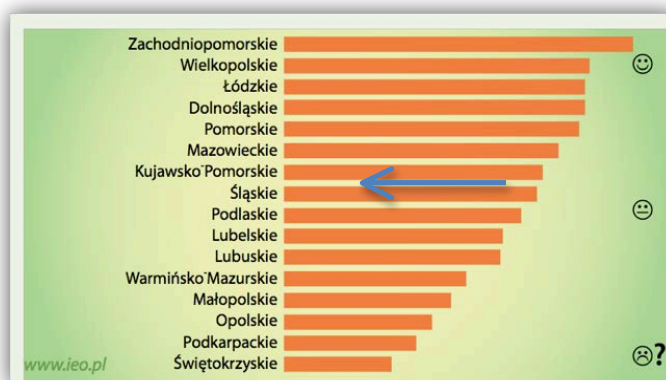 Zachodniopomorskie
Wielkopolskie
Łódzkie
Dolnośląskie
Pomorskie
Mazowieckie
Kujawsko-Pomorskie
Śląskie
Podlaskie
Lubelskie
Lubuskie
Warmińsko-Mazurskie
Małopolskie
Opolskie
Podkarpackie
Świętokrzyskie
?
www.ieo.pl